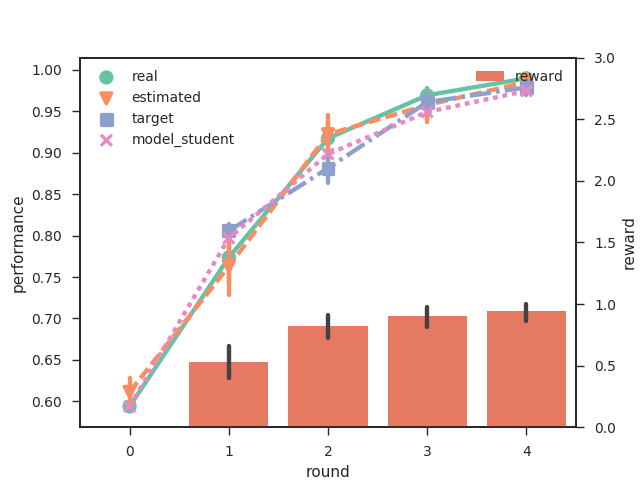 real
estimated
target
model_student
reward
1.00
0.95
0.90
0.85
0.80
0.75
0.70
0.65
0.60
performance
3.0
2.5
2.0
1.5
1.0
0.5
0.0
reward
0 1 2 3 4
round